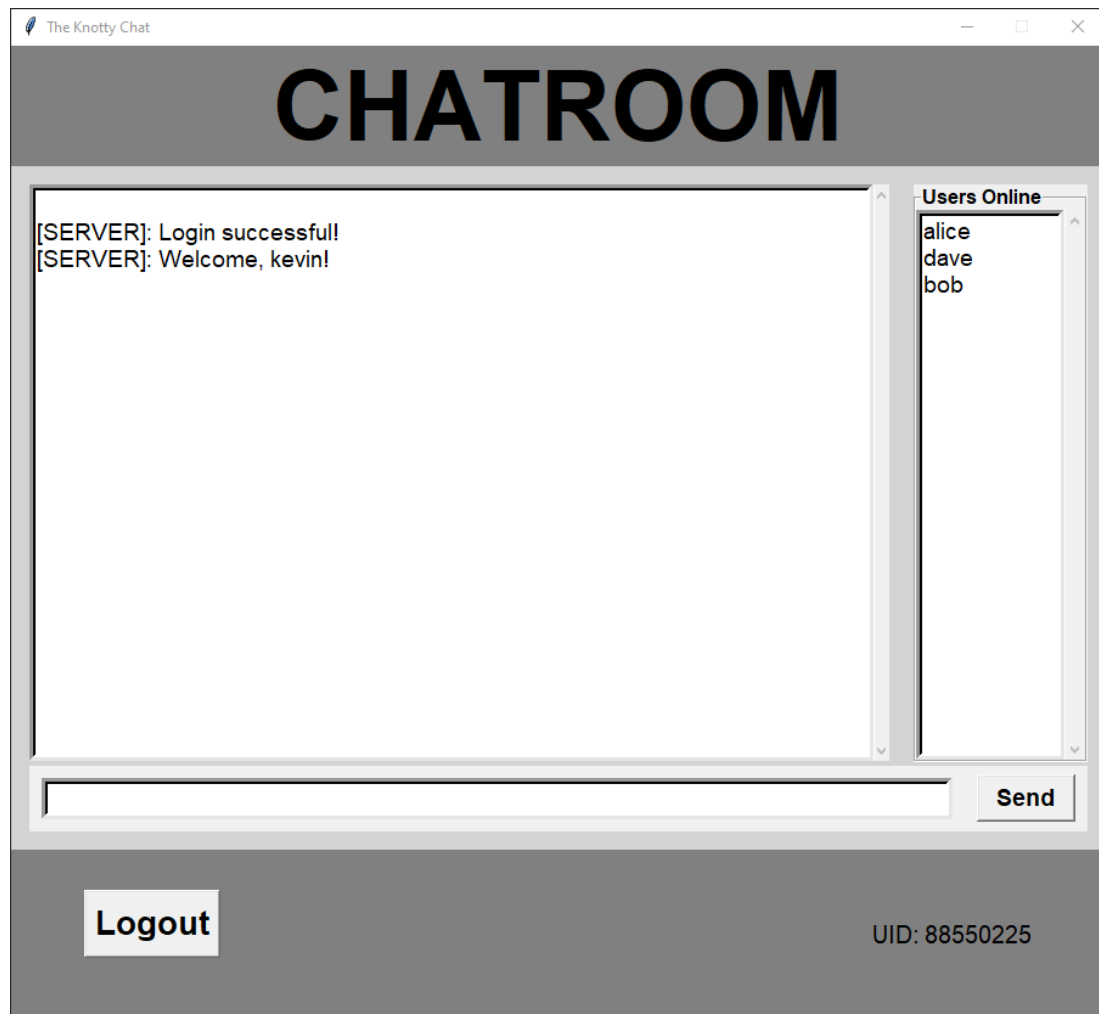 The Knotty Chat
CHATROOM
[SERVER]: Login successful!
[SERVER]: Welcome, kevin!
Users Online
alice
dave
bob
Send
Logout
UID: 88550225